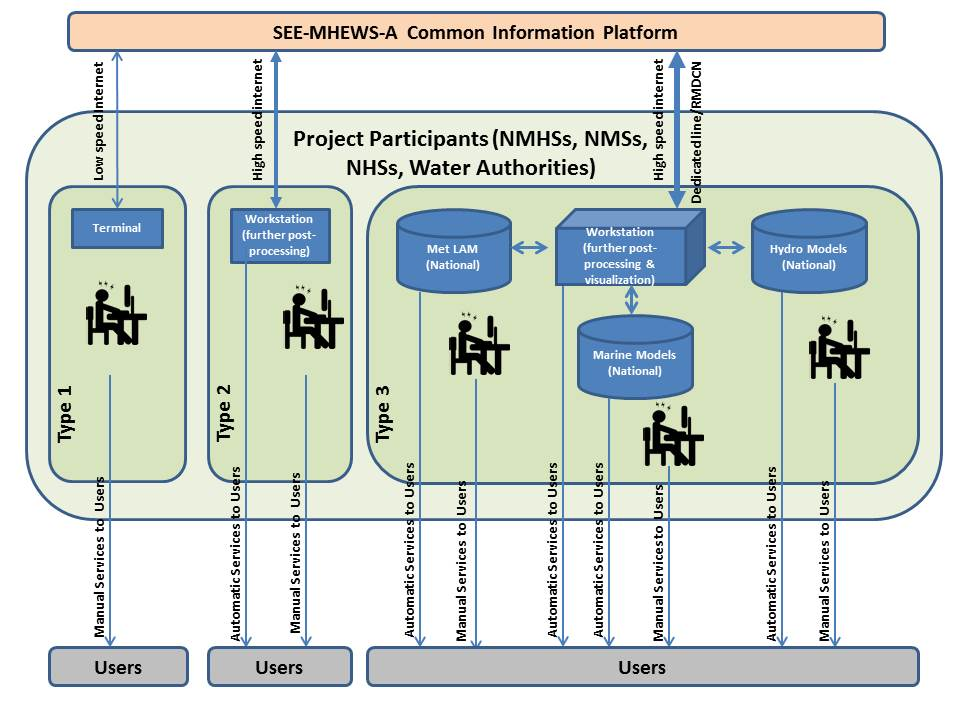 SEE-MHEWS-A Common Information Platform
Low speed internet
High speed internet
High speed internet
Dedicated line/RMDCN
Project Participants (NMHSs, NMSs,
NHSs, Water Authorities)
Terminal
Type 1
Workstation
(further post-
processing)
Type 2
Met LAM
(National)
Workstation
(further post-
processing &
visualization)
Hydro Models
(National)
Marine Models
(National)
Type 3
Manual Services to Users
Automatic Services to Users
Manual Services to Users
Automatic Services to Users
Manual Services to Users
Automatic Services to Users
Automatic Services to Users
Manual Services to Users
Automatic Services to Users
Manual Services to Users
Users
Users
Users